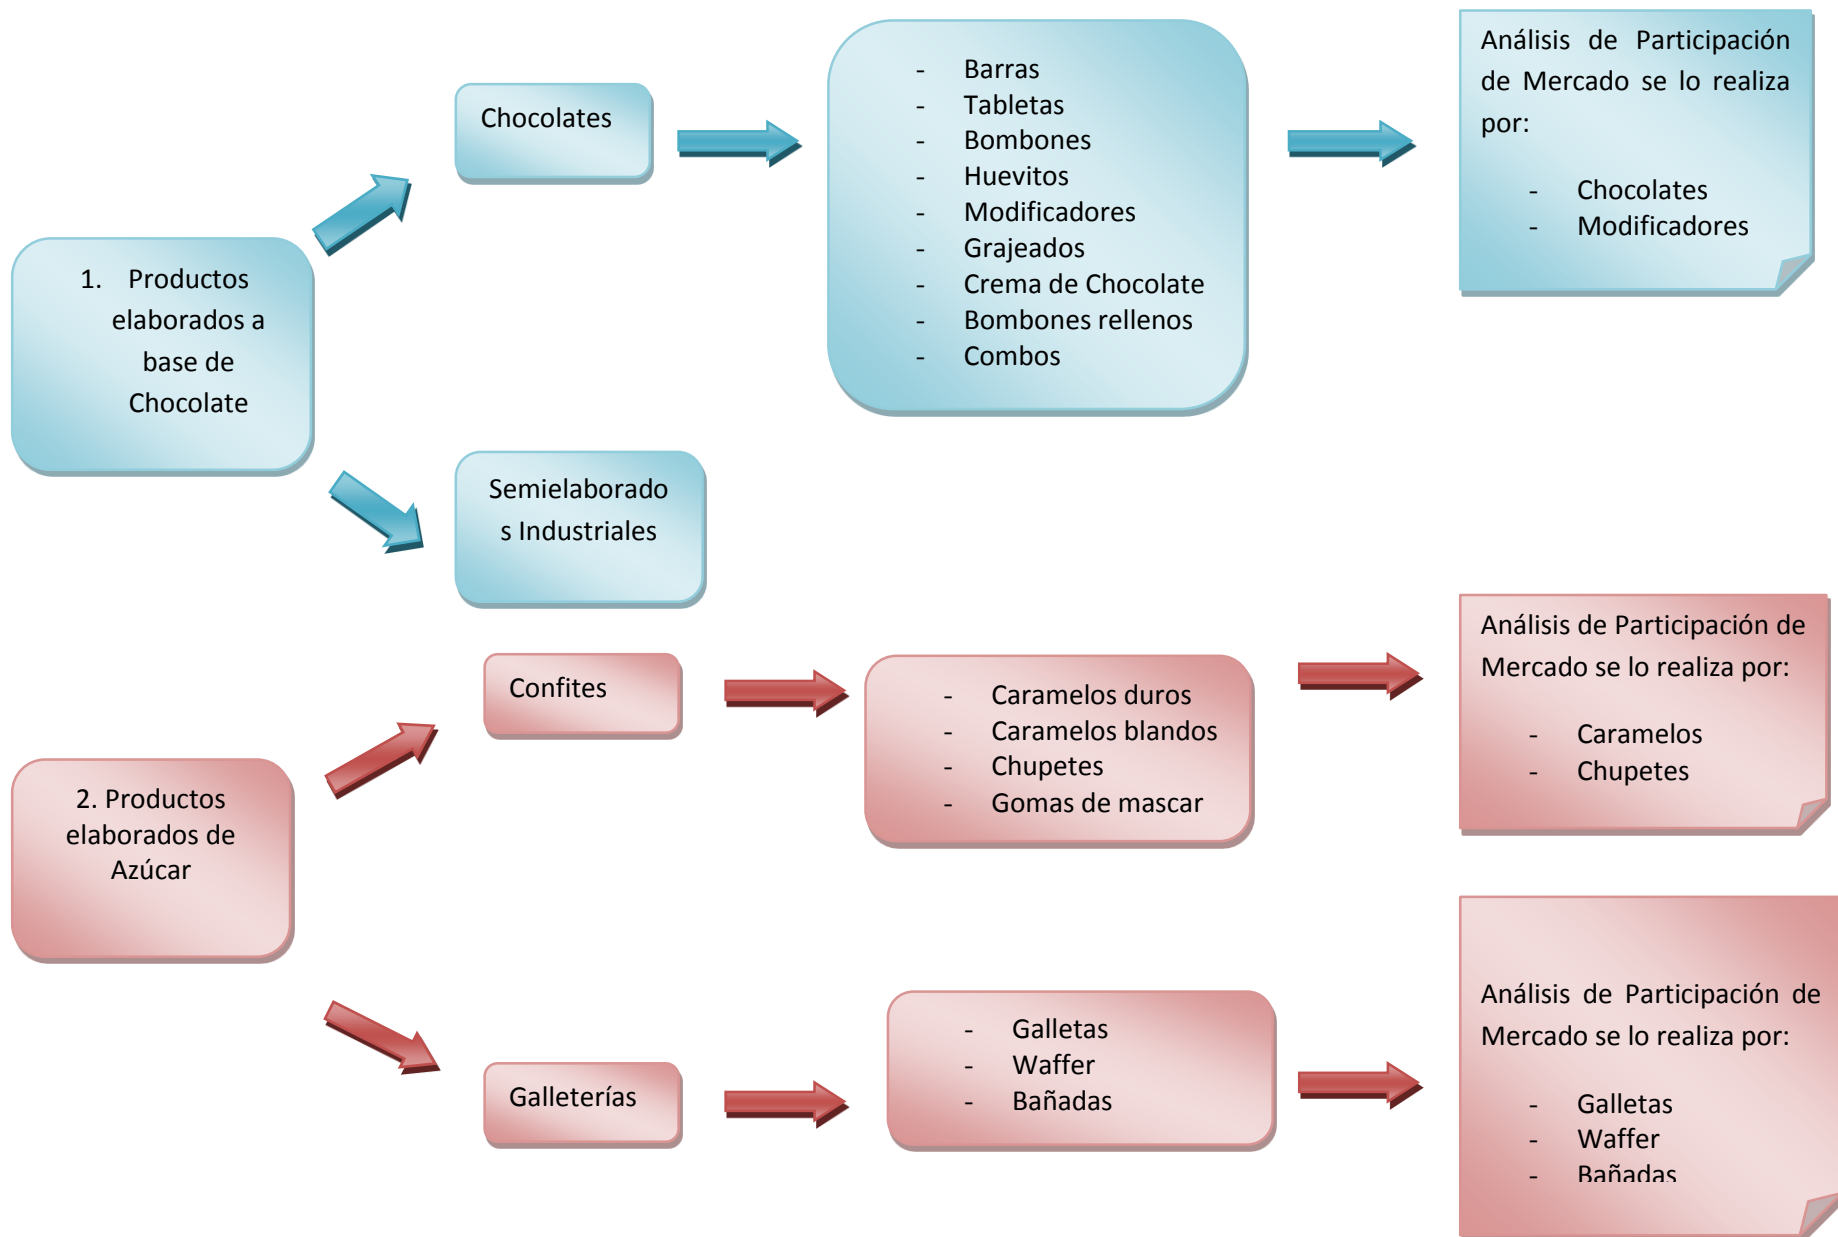 1. Productos
elaborados a
base de
Chocolate
Chocolates
- Barras
- Tabletas
- Bombones
- Huevitos
- Modificadores
- Grajeados
- Crema de Chocolate
- Bombones rellenos
- Combos
Análisis de Participación
de Mercado se lo realiza
por:
- Chocolates
- Modificadores
Semielaborado
s Industriales
2. Productos
elaborados de
Azúcar
Confites
- Caramelos duros
- Caramelos blandos
- Chupetes
- Gomas de mascar
Análisis de Participación de
Mercado se lo realiza por:
- Caramelos
- Chupetes
Galleterías
- Galletas
- Waffer
- Bañadas
Análisis de Participación de
Mercado se lo realiza por:
- Galletas
- Waffer
- Bañadas